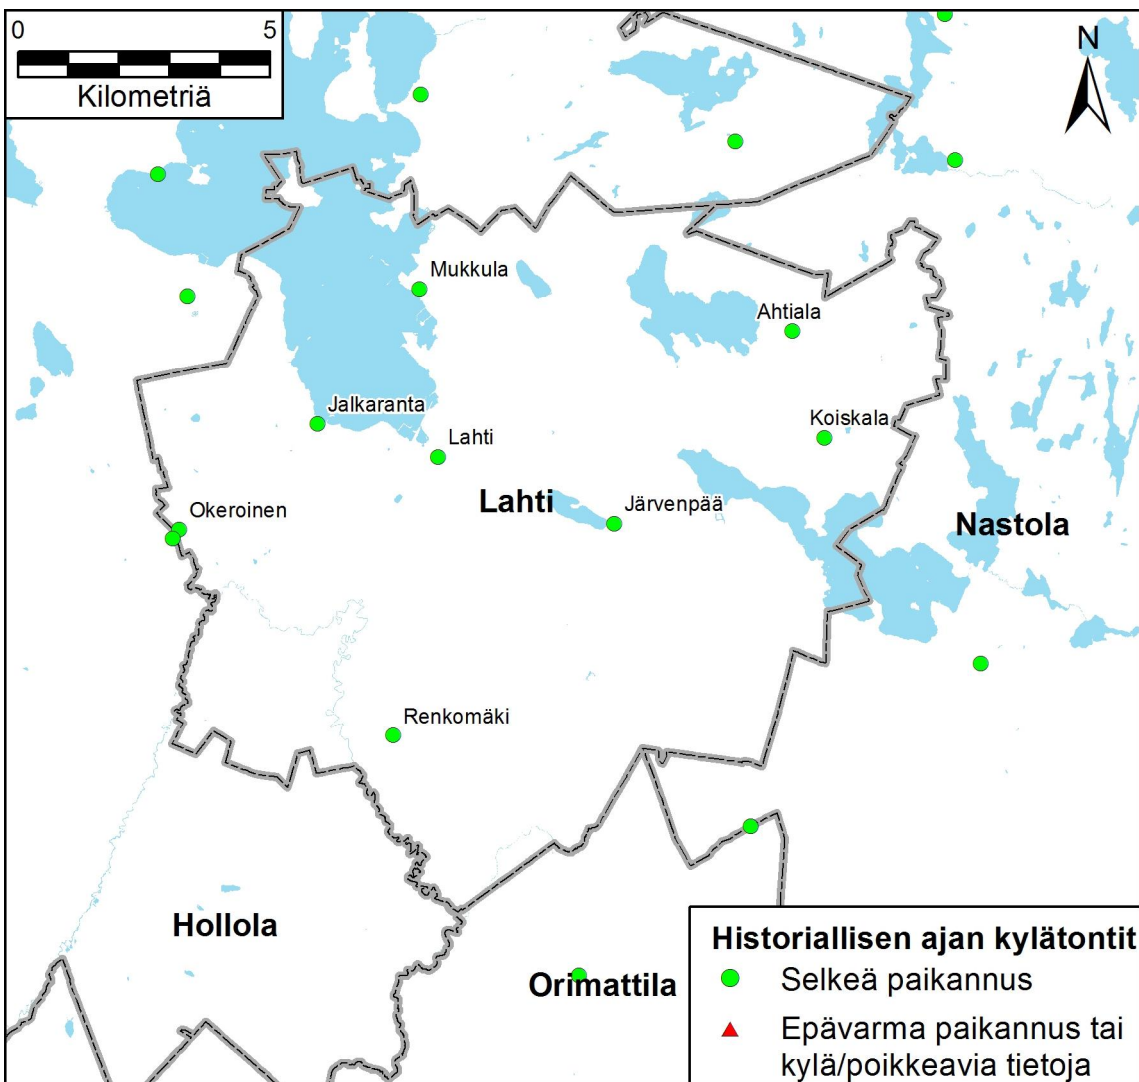 0 5
Kilometriä
N
Mukkula
Ahtiala
Jalkaranta
Koiskala
Lahti
Lahti
Järvenpää
Okeroinen
Nastola
Renkomäki
Hollola
Orimattila
Historiallisen ajan kylätontit
Selkeä paikannus
Epävarma paikannus tai
kylä/poikkeavia tietoja